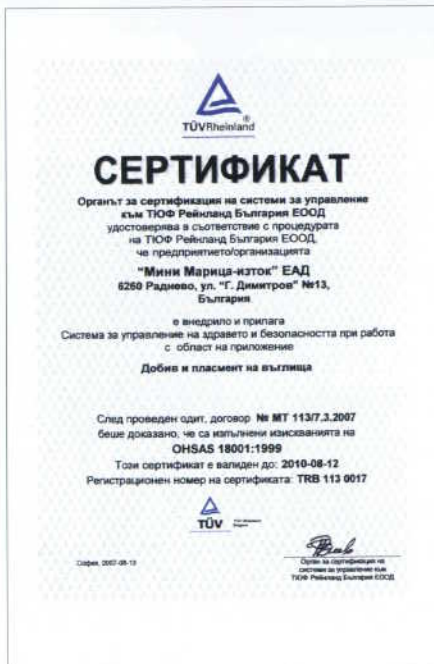 TÜVRheinland®
СЕРТИФИКАТ
Органът за сертификация на системи за управление
към ТЮФ Рейнланд България ЕООД
удостоверява в съответствие с процедурата
на ТЮФ Рейнланд България ЕООД,
че предприятието/организацията
"Мини Марица-изток" ЕАД
6260 Раднево, ул. "Г. Димитров" №13,
България
е внедрило и прилага
Система за управление на здравето и безопасността при работа
с област на приложение
Добив и пласмент на въглища
След проведен одит, договор № МТ 113/7.3.2007
беше доказано, че са изпълнени изискванията на
OHSAS 18001:1999
Този сертификат е валиден до: 2010-08-12
Регистрационен номер на сертификата: TRB 113 0017
TÜV
София, 2007-08-13
Орган за сертификация на
системи за управление към
ТЮФ Рейнланд България ЕООД